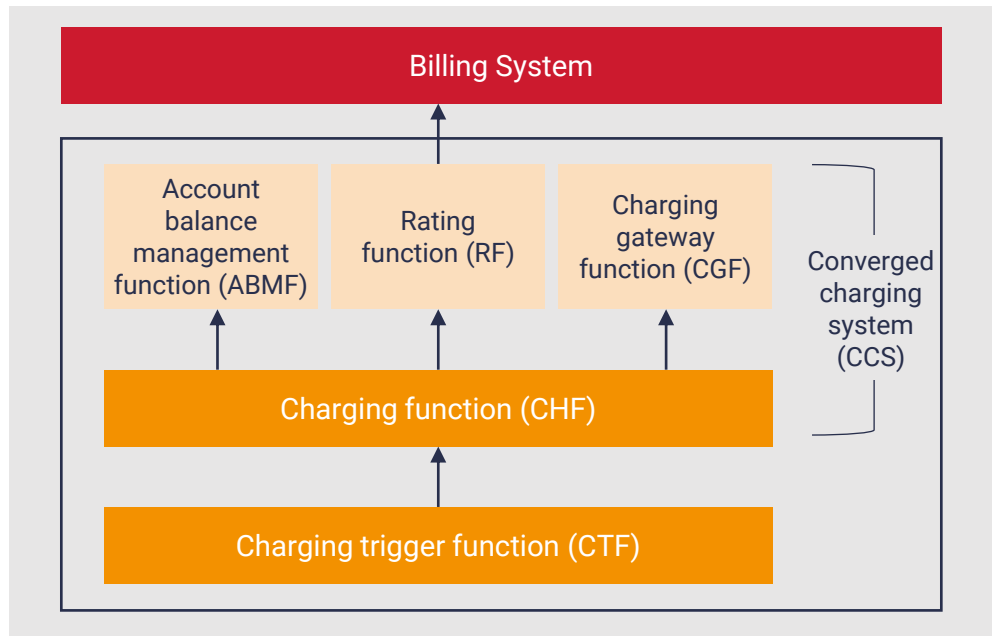 Billing System
Account
balance
management
function (ABMF)
Rating
function (RF)
Charging
gateway
function (CGF)
Converged
charging
system
(CCS)
Charging function (CHF)
Charging trigger function (CTF)